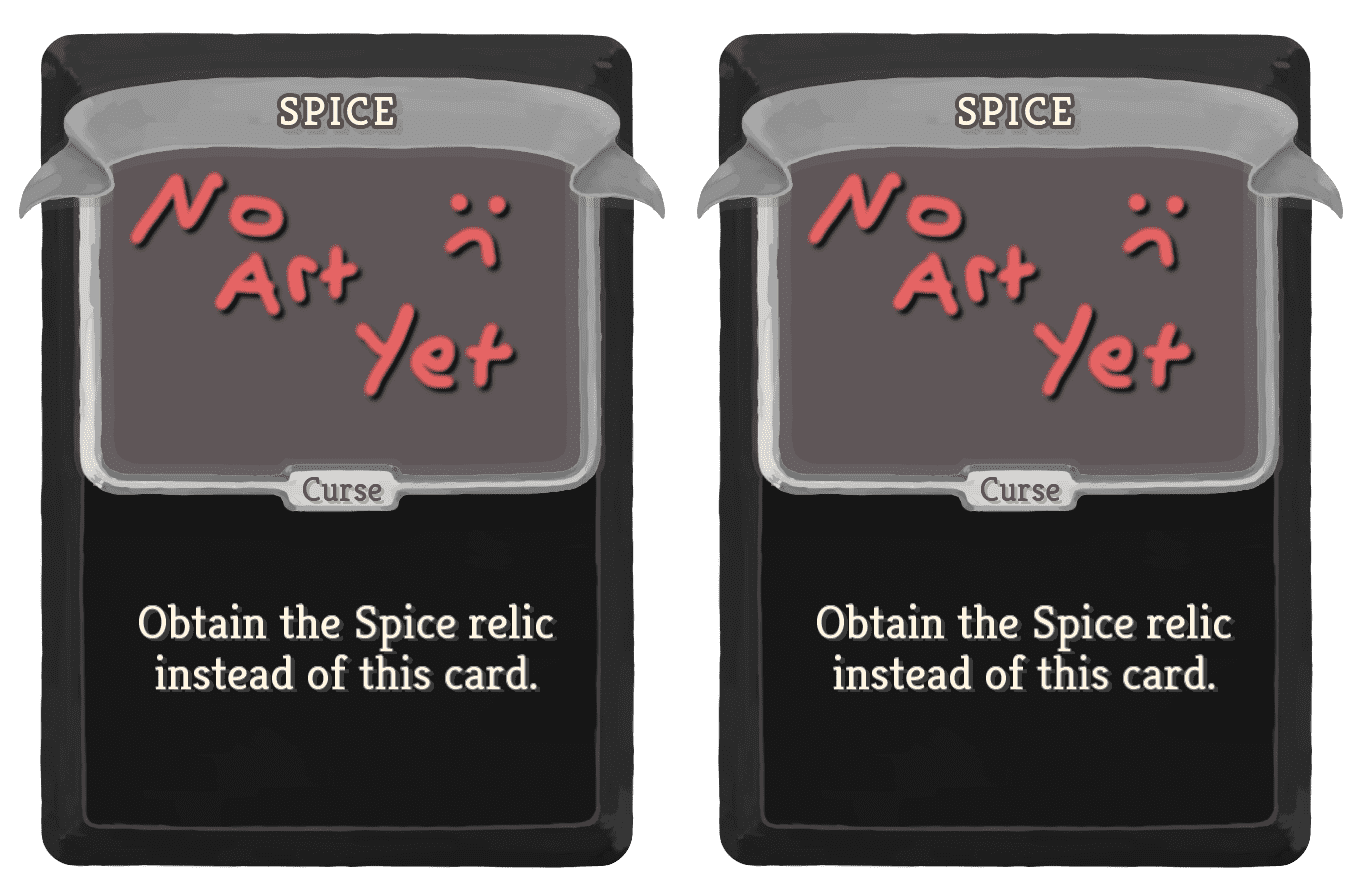 SPICE
No
Art
Yet
Curse
Obtain the Spice relic
instead of this card.
SPICE
No
Art
Yet
Curse
Obtain the Spice relic
instead of this card.